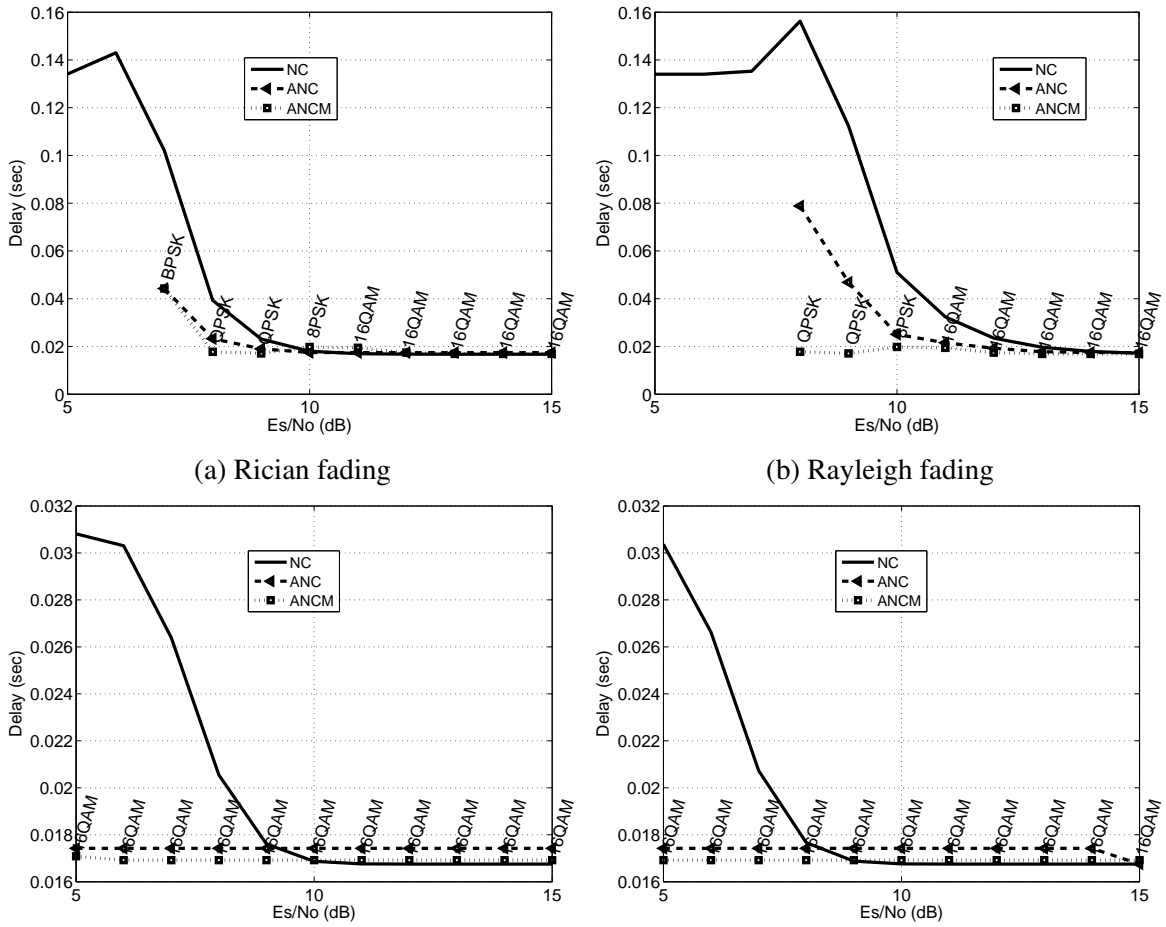 0.16
0.14
0.12
0.1
0.08
0.06
0.04
0.02
0
Delay (sec)
NC
ANC
ANCM
BPSK
QPSK
QPSK
8PSK
16QAM
16QAM
16QAM
16QAM
16QAM
5
10
15
Es/No (dB)
(a) Rician fading
0.16
0.14
0.12
0.1
0.08
0.06
0.04
0.02
0
Delay (sec)
NC
ANC
ANCM
QPSK
QPSK
8PSK
16QAM
16QAM
16QAM
16QAM
16QAM
5
10
15
Es/No (dB)
(b) Rayleigh fading
0.032
0.03
0.028
0.026
0.024
0.022
0.02
0.018
0.016
Delay (sec)
NC
ANC
ANCM
16QAM
16QAM
16QAM
16QAM
16QAM
16QAM
16QAM
16QAM
16QAM
16QAM
16QAM
5
10
15
Es/No (dB)
0.032
0.03
0.028
0.026
0.024
0.022
0.02
0.018
0.016
Delay (sec)
NC
ANC
ANCM
16QAM
16QAM
16QAM
16QAM
16QAM
16QAM
16QAM
16QAM
16QAM
16QAM
16QAM
5
10
15
Es/No (dB)